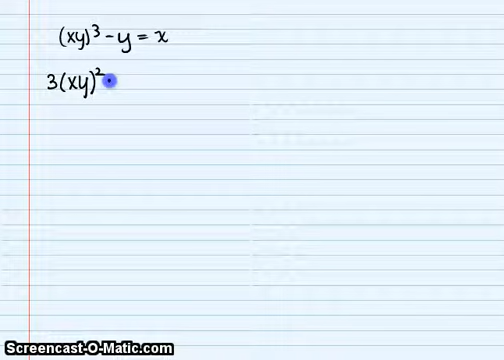 (xy)³ - y = x
3(xy)²
Screencast-O-Matic.com